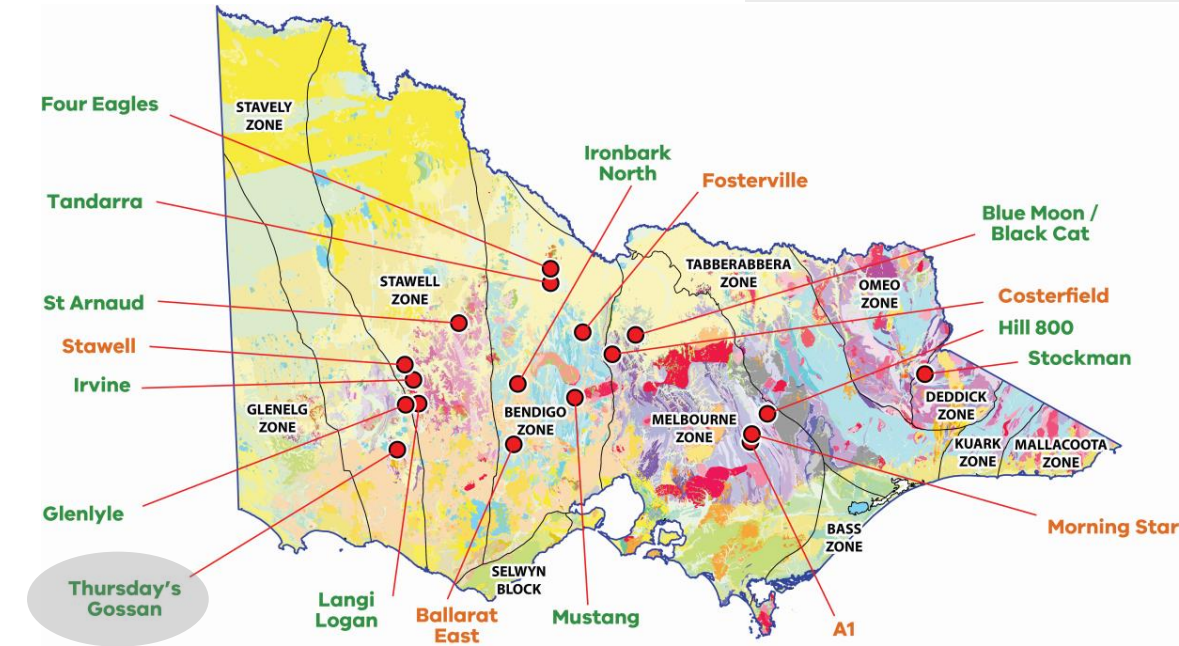 STAVELY
ZONE
Four Eagles
Ironbark
North
Fosterville
Tandarra
Blue Moon /
Black Cat
TABBERABBERA
ZONE
OMEO
ZONE
STAWELL
ZONE
St Arnaud
Costerfield
Hill 800
Stawell
Stockman
Irvine
GLENELG
ZONE
BENDIGO
ZONE
MELBOURNE
ZONE
DEDDICK
ZONE
KUARK
ZONE
MALLACOOTA
ZONE
Glenlyle
Morning Star
BASS
ZONE
SELWYN
BLOCK
Thursday's
Gossan
Langi
Logan
Ballarat
East
Mustang
A1